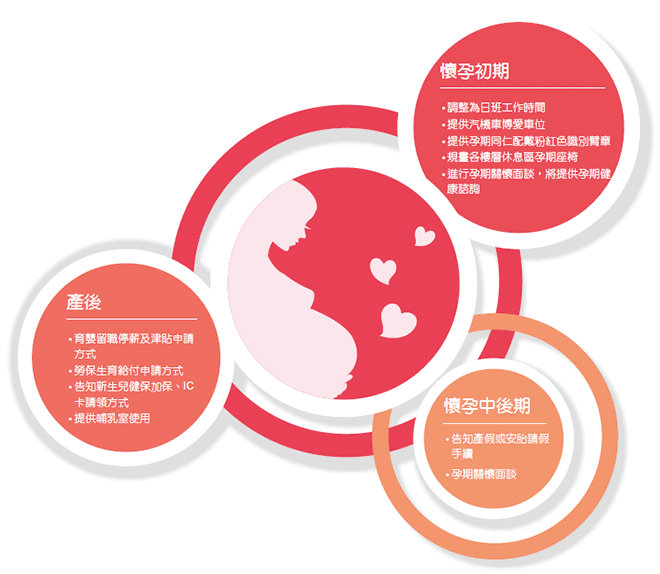 懷孕初期
•調整為日班工作時間
•提供汽機車博愛車位
•提供孕期同仁配戴粉紅色識別臂章
•規畫各樓層休息區孕期座椅
•進行孕期關懷面談，將提供孕期健
康諮詢
懷孕中後期
•告知產假或安胎請假
手續
•孕期關懷面談
產後
•育嬰留職停薪及津貼申請
方式
•勞保生育給付申請方式
•告知新生兒健保加保、IC
卡請領方式
•提供哺乳室使用